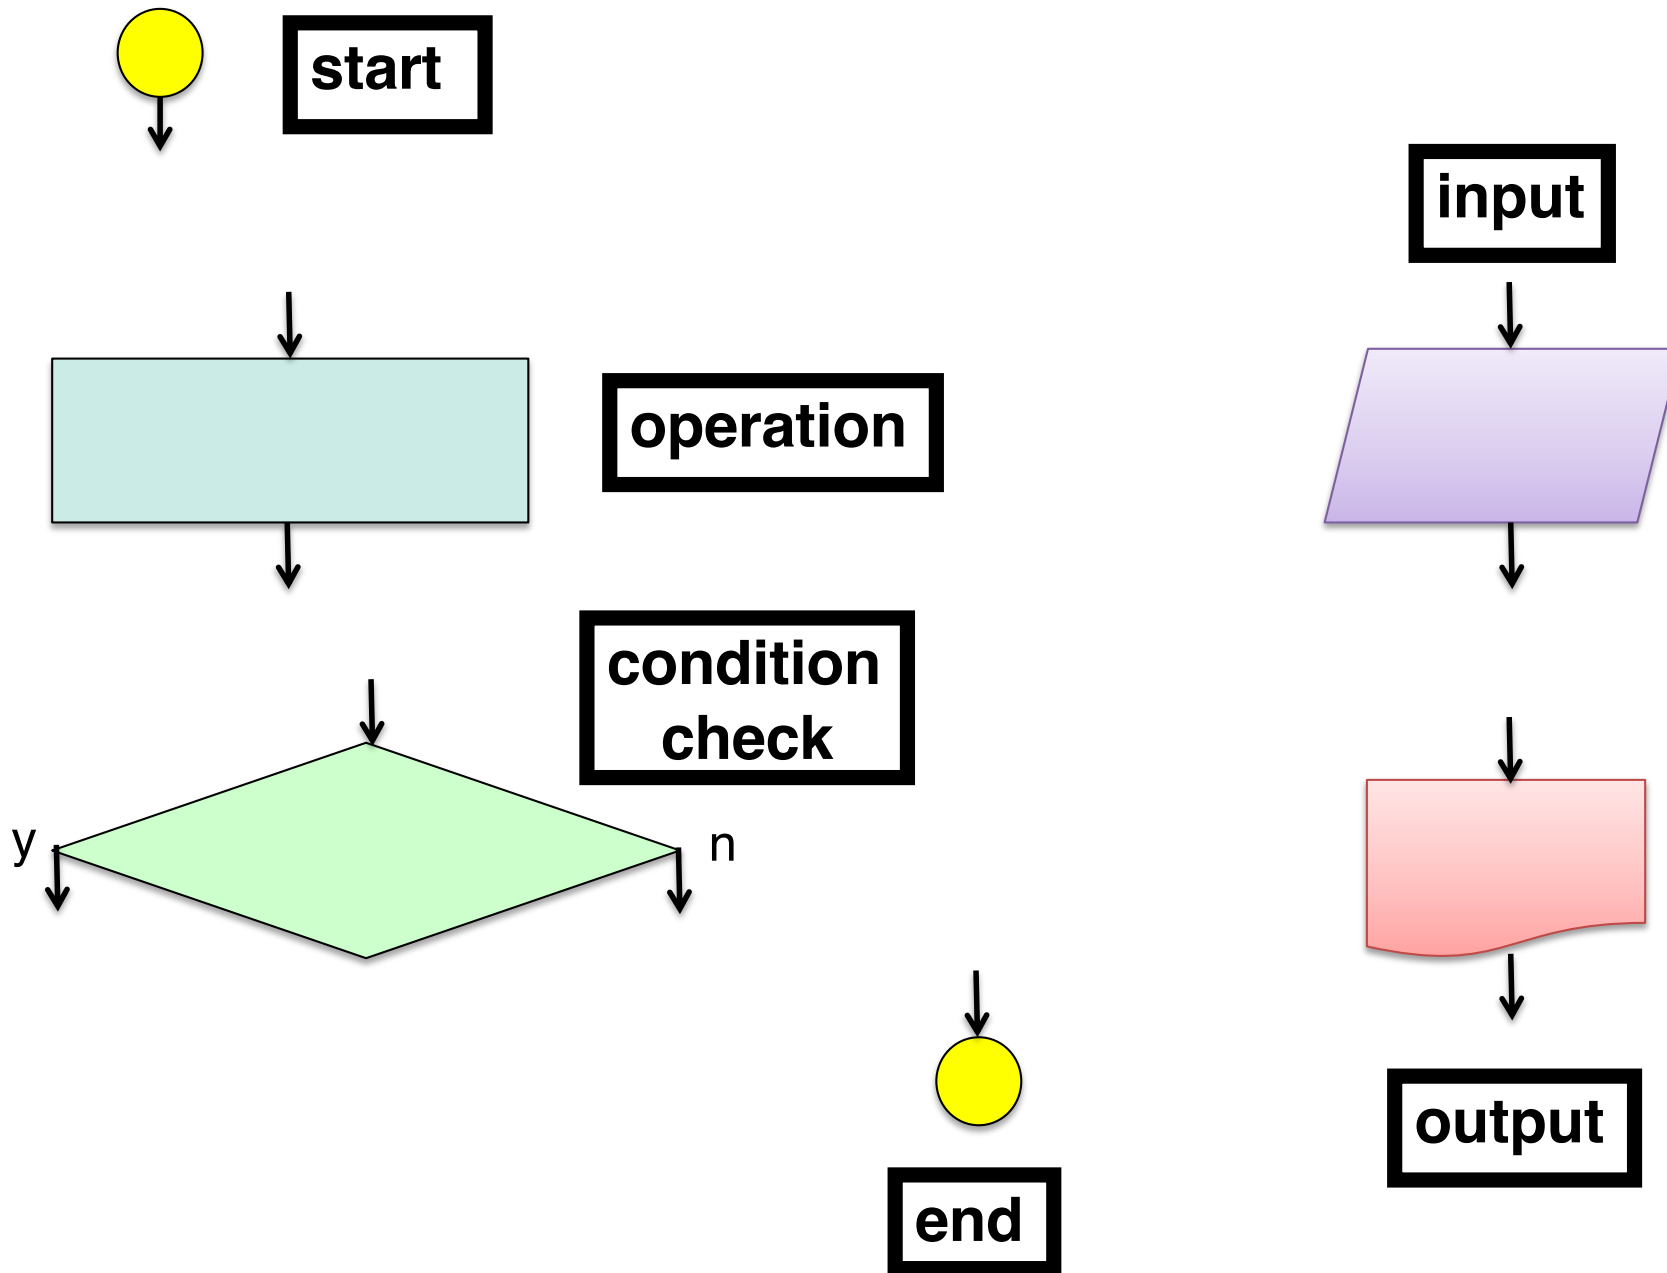 start
input
operation
condition
check
y
n
output
end